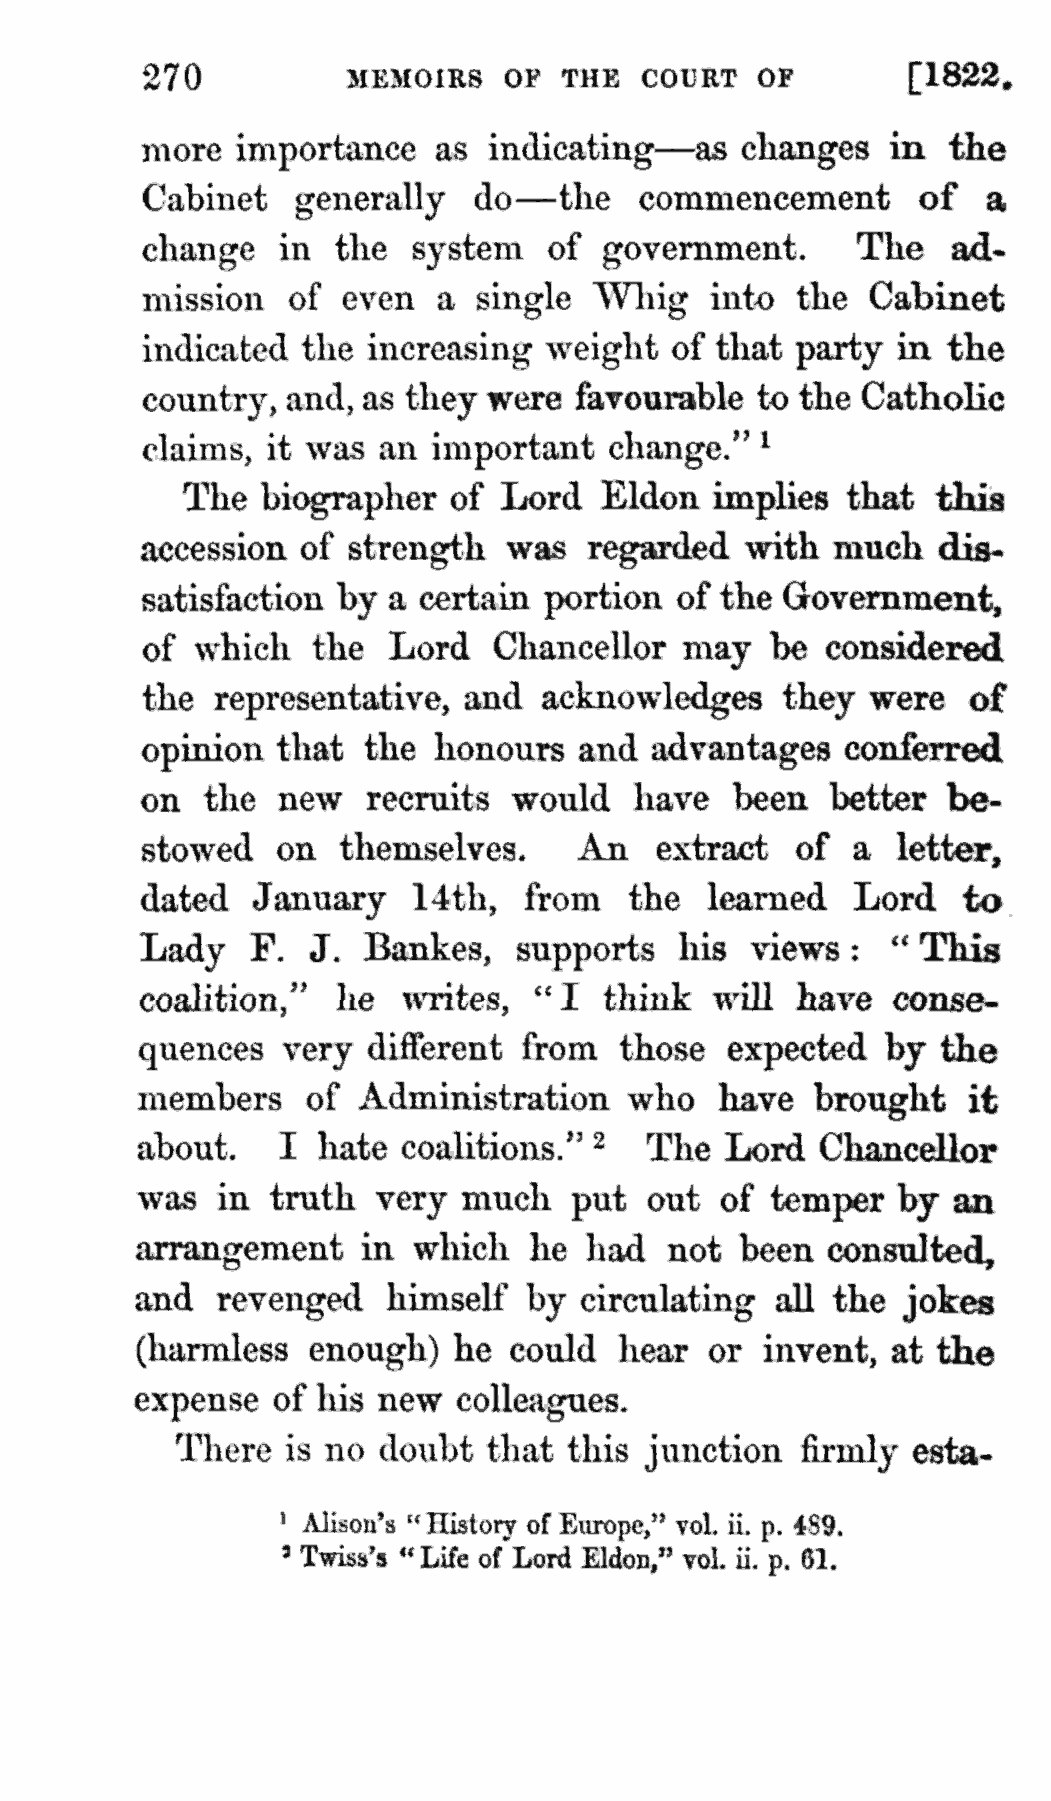 270 MEMOIRS OF THE COURT OF [1822.
more importance as indicating—as changes in the
Cabinet generally do—the commencement of a
change in the system of government. The ad-
mission of even a single Whig into the Cabinet
indicated the increasing weight of that party in the
country, and, as they were favourable to the Catholic
claims, it was an important change." 1
The biographer of Lord Eldon implies that this
accession of strength was regarded with much dis-
satisfaction by a certain portion of the Government,
of which the Lord Chancellor may be considered
the representative, and acknowledges they were of
opinion that the honours and advantages conferred
on the new recruits would have been better be-
stowed on themselves. An extract of a letter,
dated January 14th, from the learned Lord to
Lady F. J. Bankes, supports his views: "This
coalition," he writes, "I think will have conse-
quences very different from those expected by the
members of Administration who have brought it
about. I hate coalitions." 2 The Lord Chancellor
was in truth very much put out of temper by an
arrangement in which he had not been consulted,
and revenged himself by circulating all the jokes
(harmless enough) he could hear or invent, at the
expense of his new colleagues.
There is no doubt that this junction firmly esta-
1 Alison's "History of Europe," vol. ii. p. 489.
2 Twiss's "Life of Lord Eldon," vol. ii. p. 61.